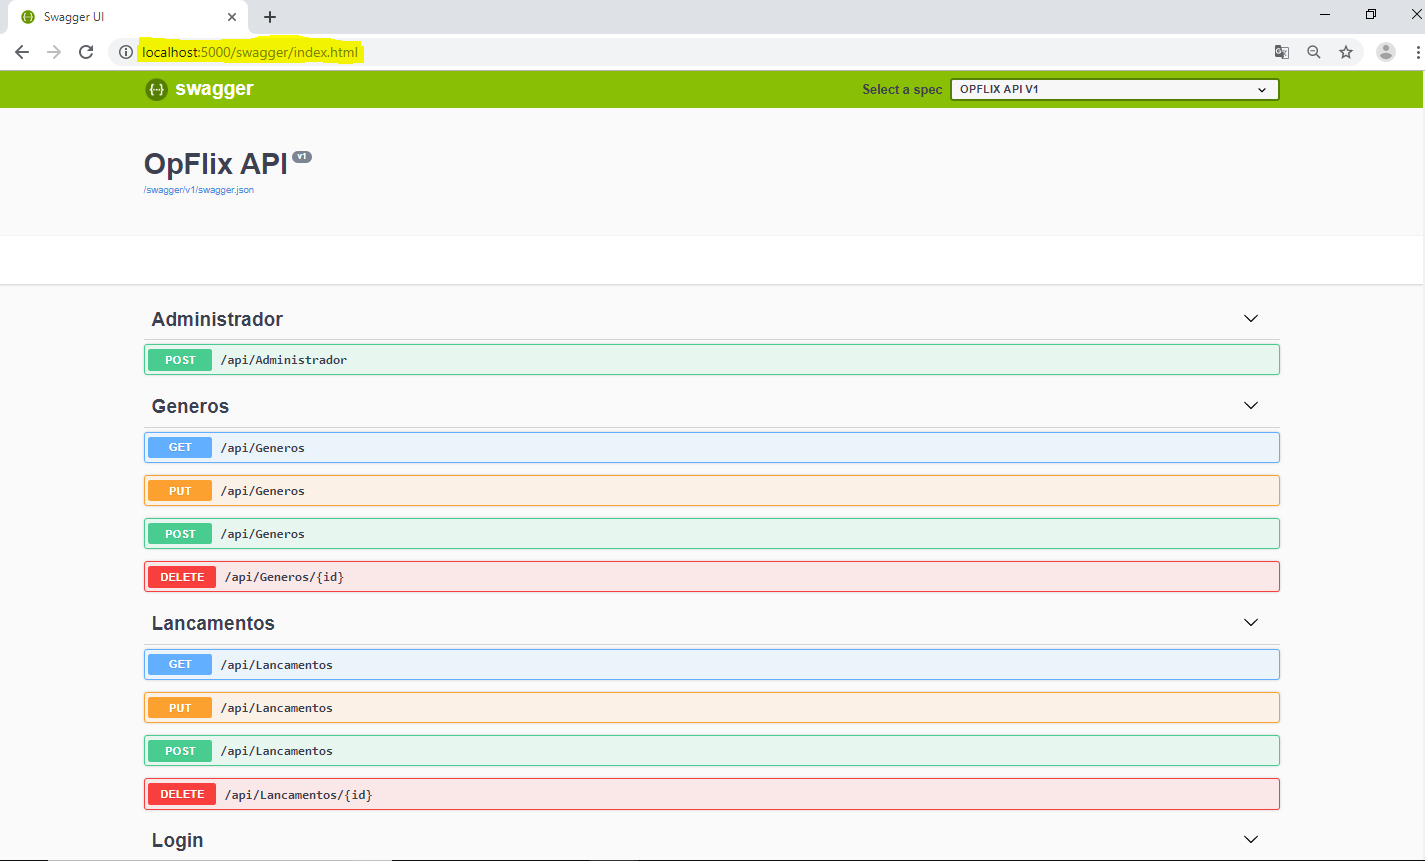 Swagger UI
localhost:5000/swagger/index.html
swagger
Select a spec
OPFLIX API V1
OpFlix API v1
/swagger/v1/swagger.json
Administrador
POST /api/Administrador
Generos
GET /api/Generos
PUT /api/Generos
POST /api/Generos
DELETE /api/Generos/{id}
Lancamentos
GET /api/Lancamentos
PUT /api/Lancamentos
POST /api/Lancamentos
DELETE /api/Lancamentos/{id}
Login